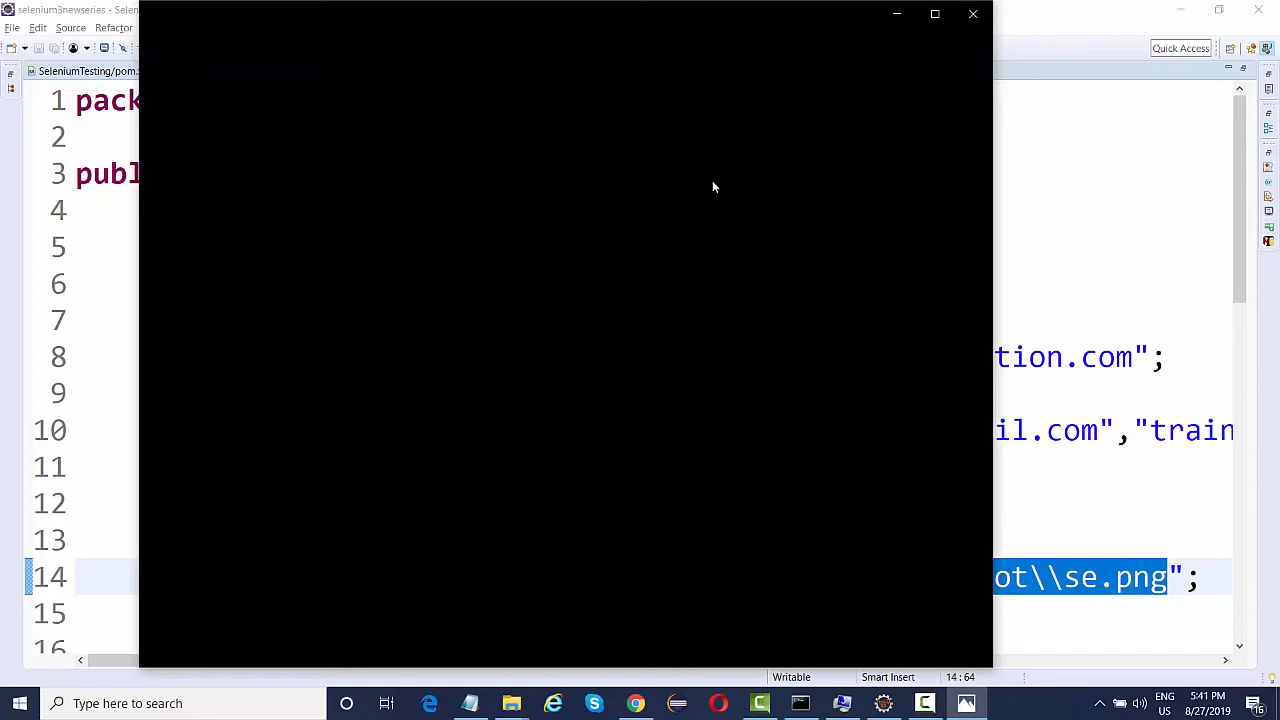 selenium3newseries - Selen
File Edit Source Refactor
Quick Access
SeleniumTesting/pom.
1 pack
2
3 publ
4
5
6
7
8 tion.com";
9
10 il.com","train
11
12
13
14 ot\\se.png";
15
16
Writable Smart Insert 14 : 64
Type here to search
ENG
US
5:41 PM
8/27/2019
16